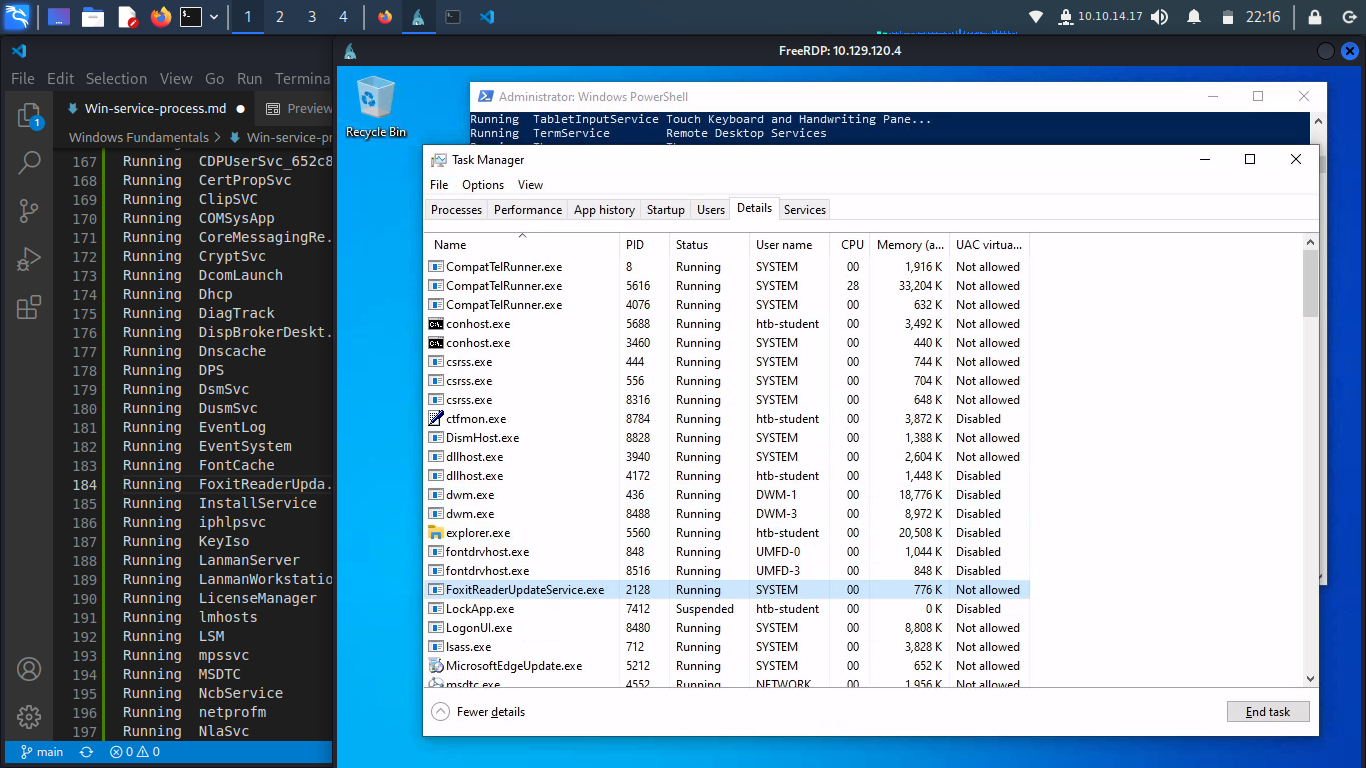 1 2 3 4 10.10.14.17 22:16
FreeRDP: 10.129.120.4
File Edit Selection View Go Run Termina
Win-service-process.md Preview
Windows Fundamentals Win-service-pr
167 Running CDPUserSvc_652c8
168 Running CertPropSvc
169 Running ClipSVC
170 Running COMSysApp
171 Running CoreMessagingRe.
172 Running CryptSvc
173 Running DcomLaunch
174 Running Dhcp
175 Running DiagTrack
176 Running DispBrokerDeskt.
177 Running Dnscache
178 Running DPS
179 Running DsmSvc
180 Running DusmSvc
181 Running EventLog
182 Running EventSystem
183 Running FontCache
184 Running FoxitReaderUpda.
185 Running InstallService
186 Running iphlpsvc
187 Running KeyIso
188 Running LanmanServer
189 Running LanmanWorkstatio
190 Running LicenseManager
191 Running lmhosts
192 Running LSM
193 Running mpssvc
194 Running MSDTC
195 Running NcbService
196 Running netprofm
197 Running NlaSvc
1
main 0 0
Recycle Bin
Administrator: Windows PowerShell
Running TabletInputService Touch Keyboard and Handwriting Pane...
Running TermService Remote Desktop Services
Task Manager
File Options View
Processes Performance App history Startup Users Details Services
Name PID Status User name CPU Memory (a... UAC virtua...
CompatTelRunner.exe 8 Running SYSTEM 00 1,916 K Not allowed
CompatTelRunner.exe 5616 Running SYSTEM 28 33,204 K Not allowed
CompatTelRunner.exe 4076 Running SYSTEM 00 632 K Not allowed
conhost.exe 5688 Running htb-student 00 3,492 K Not allowed
conhost.exe 3460 Running SYSTEM 00 440 K Not allowed
csrss.exe 444 Running SYSTEM 00 744 K Not allowed
csrss.exe 556 Running SYSTEM 00 704 K Not allowed
csrss.exe 8316 Running SYSTEM 00 648 K Not allowed
ctfmon.exe 8784 Running htb-student 00 3,872 K Disabled
DismHost.exe 8828 Running SYSTEM 00 1,388 K Not allowed
dllhost.exe 3940 Running SYSTEM 00 2,604 K Not allowed
dllhost.exe 4172 Running htb-student 00 1,448 K Disabled
dwm.exe 436 Running DWM-1 00 18,776 K Disabled
dwm.exe 8488 Running DWM-3 00 8,972 K Disabled
explorer.exe 5560 Running htb-student 00 20,508 K Disabled
fontdrvhost.exe 848 Running UMFD-0 00 1,044 K Disabled
fontdrvhost.exe 8516 Running UMFD-3 00 848 K Disabled
FoxitReaderUpdateService.exe 2128 Running SYSTEM 00 776 K Not allowed
LockApp.exe 7412 Suspended htb-student 00 0 K Disabled
LogonUI.exe 8480 Running SYSTEM 00 8,808 K Not allowed
lsass.exe 712 Running SYSTEM 00 3,828 K Not allowed
MicrosoftEdgeUpdate.exe 5212 Running SYSTEM 00 652 K Not allowed
msdtc.exe 4552 Running NETWORK 00 1,956 K Not allowed
Fewer details End task